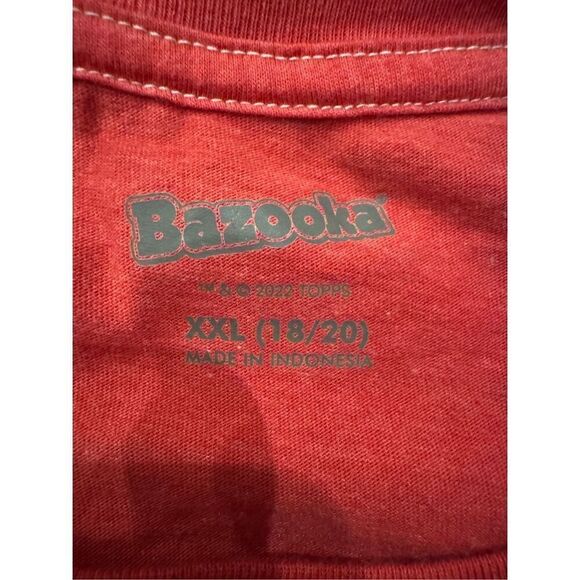 Bazooka®
™ & © 2022 TOPPS
XXL (18/20)
MADE IN INDONESIA